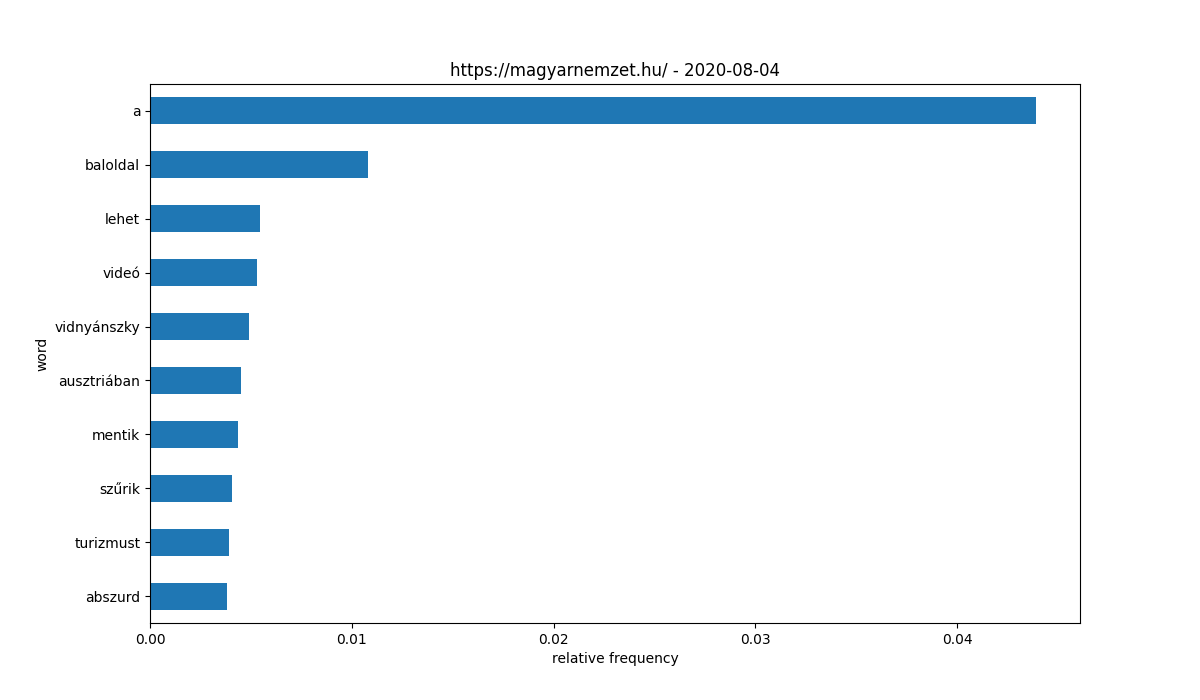 https://magyarnemzet.hu/ - 2020-08-04
a
baloldal
lehet
videó
vidnyánszky
ausztriában
mentik
szűrik
turizmust
abszurd
word
0.00 0.01 0.02 0.03 0.04
relative frequency